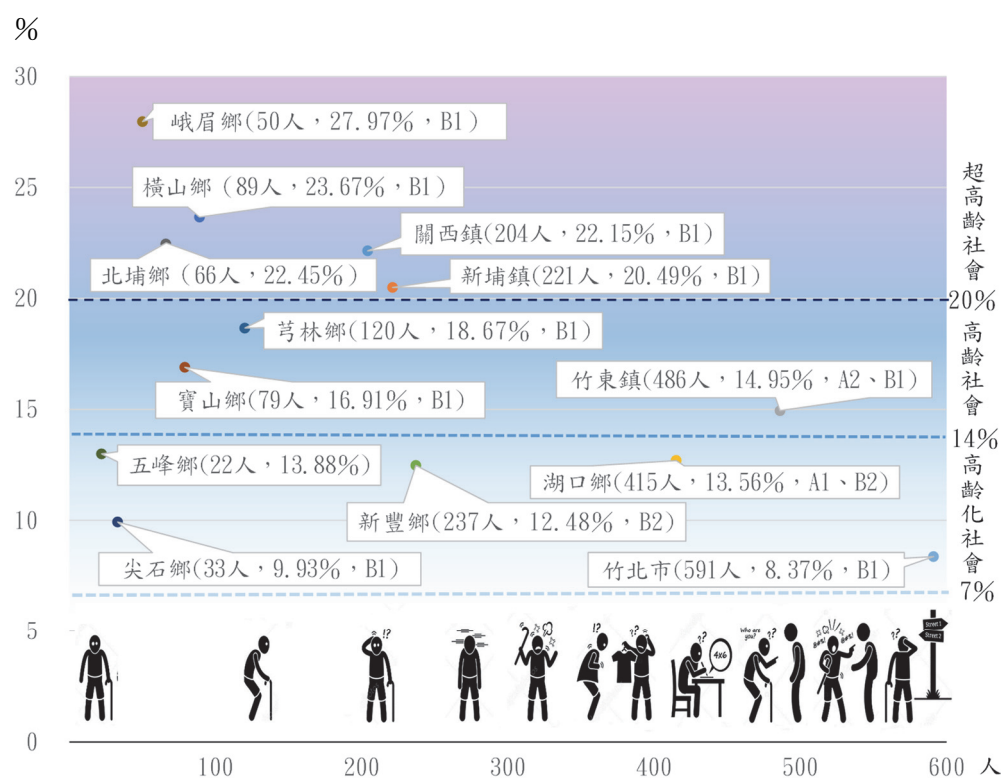 %
30
峨眉鄉(50人，27.97%，B1)
橫山鄉（89人，23.67%，B1)
25
關西鎮(204人，22.15%，B1)
北埔鄉（66人，22.45%)
新埔鎮(221人，20.49%，B1)
超高齡社會
20
20%
芎林鄉(120人，18.67%，B1)
竹東鎮(486人，14.95%，A2、B1)
寶山鄉(79人，16.91%，B1)
高齡社會
15
14%
五峰鄉(22人，13.88%)
湖口鄉(415人，13.56%，A1、B2)
新豐鄉(237人，12.48%，B2)
10
尖石鄉(33人，9.93%，B1)
竹北市(591人，8.37%，B1)
高齡化社會
7%
5
!?
!?
?.?
4x6
?.?
Who are you?
?.?
?.?
Street 1
Street 2
0
100
200
300
400
500
600
人